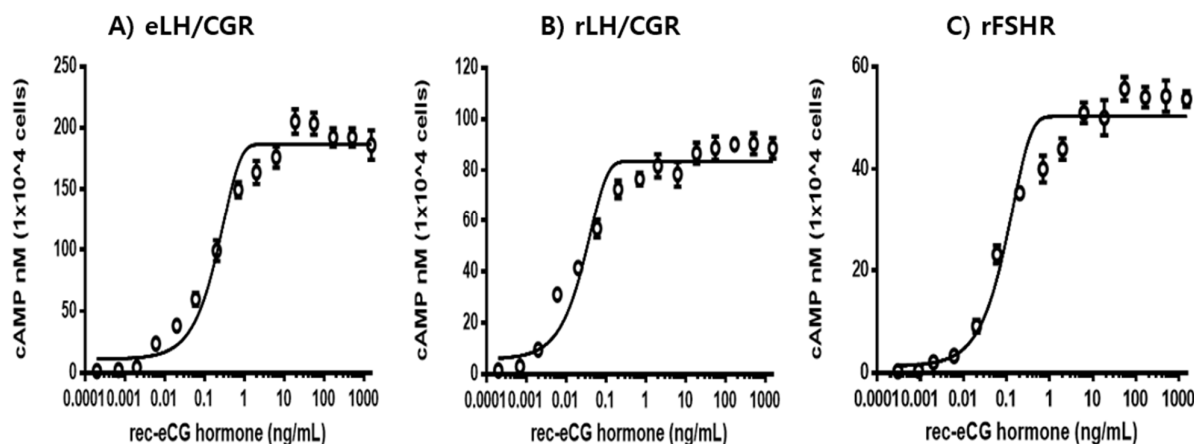 A) eLH/CGR
B) rLH/CGR
C) rFSHR
cAMP nM (1x10^4 cells)
250
200
150
100
50
0
0.0001 0.001 0.01 0.1 1 10 100 1000
rec-eCG hormone (ng/mL)
cAMP nM (1x10^4 cells)
120
100
80
60
40
20
0
0.0001 0.001 0.01 0.1 1 10 100 1000
rec-eCG hormone (ng/mL)
cAMP nM (1x10^4 cells)
60
40
20
0
0.0001 0.001 0.01 0.1 1 10 100 1000
rec-eCG hormone (ng/mL)